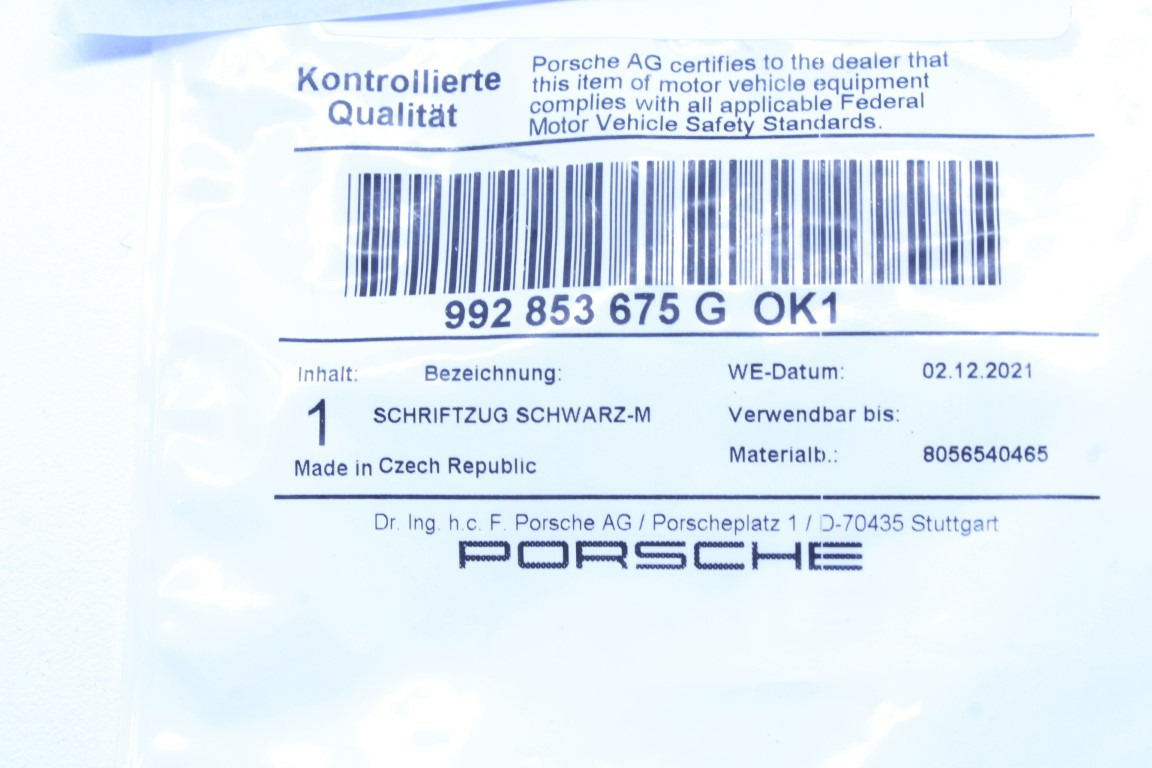 Kontrollierte
Qualität
Porsche AG certifies to the dealer that
this item of motor vehicle equipment
complies with all applicable Federal
Motor Vehicle Safety Standards.
992 853 675 G OK1
Inhalt: Bezeichnung: WE-Datum: 02.12.2021
1 SCHRIFTZUG SCHWARZ-M Verwendbar bis:
Made in Czech Republic Materialb.: 8056540465
Dr. Ing. h.c. F. Porsche AG / Porscheplatz 1 / D-70435 Stuttgart
PORSCHE